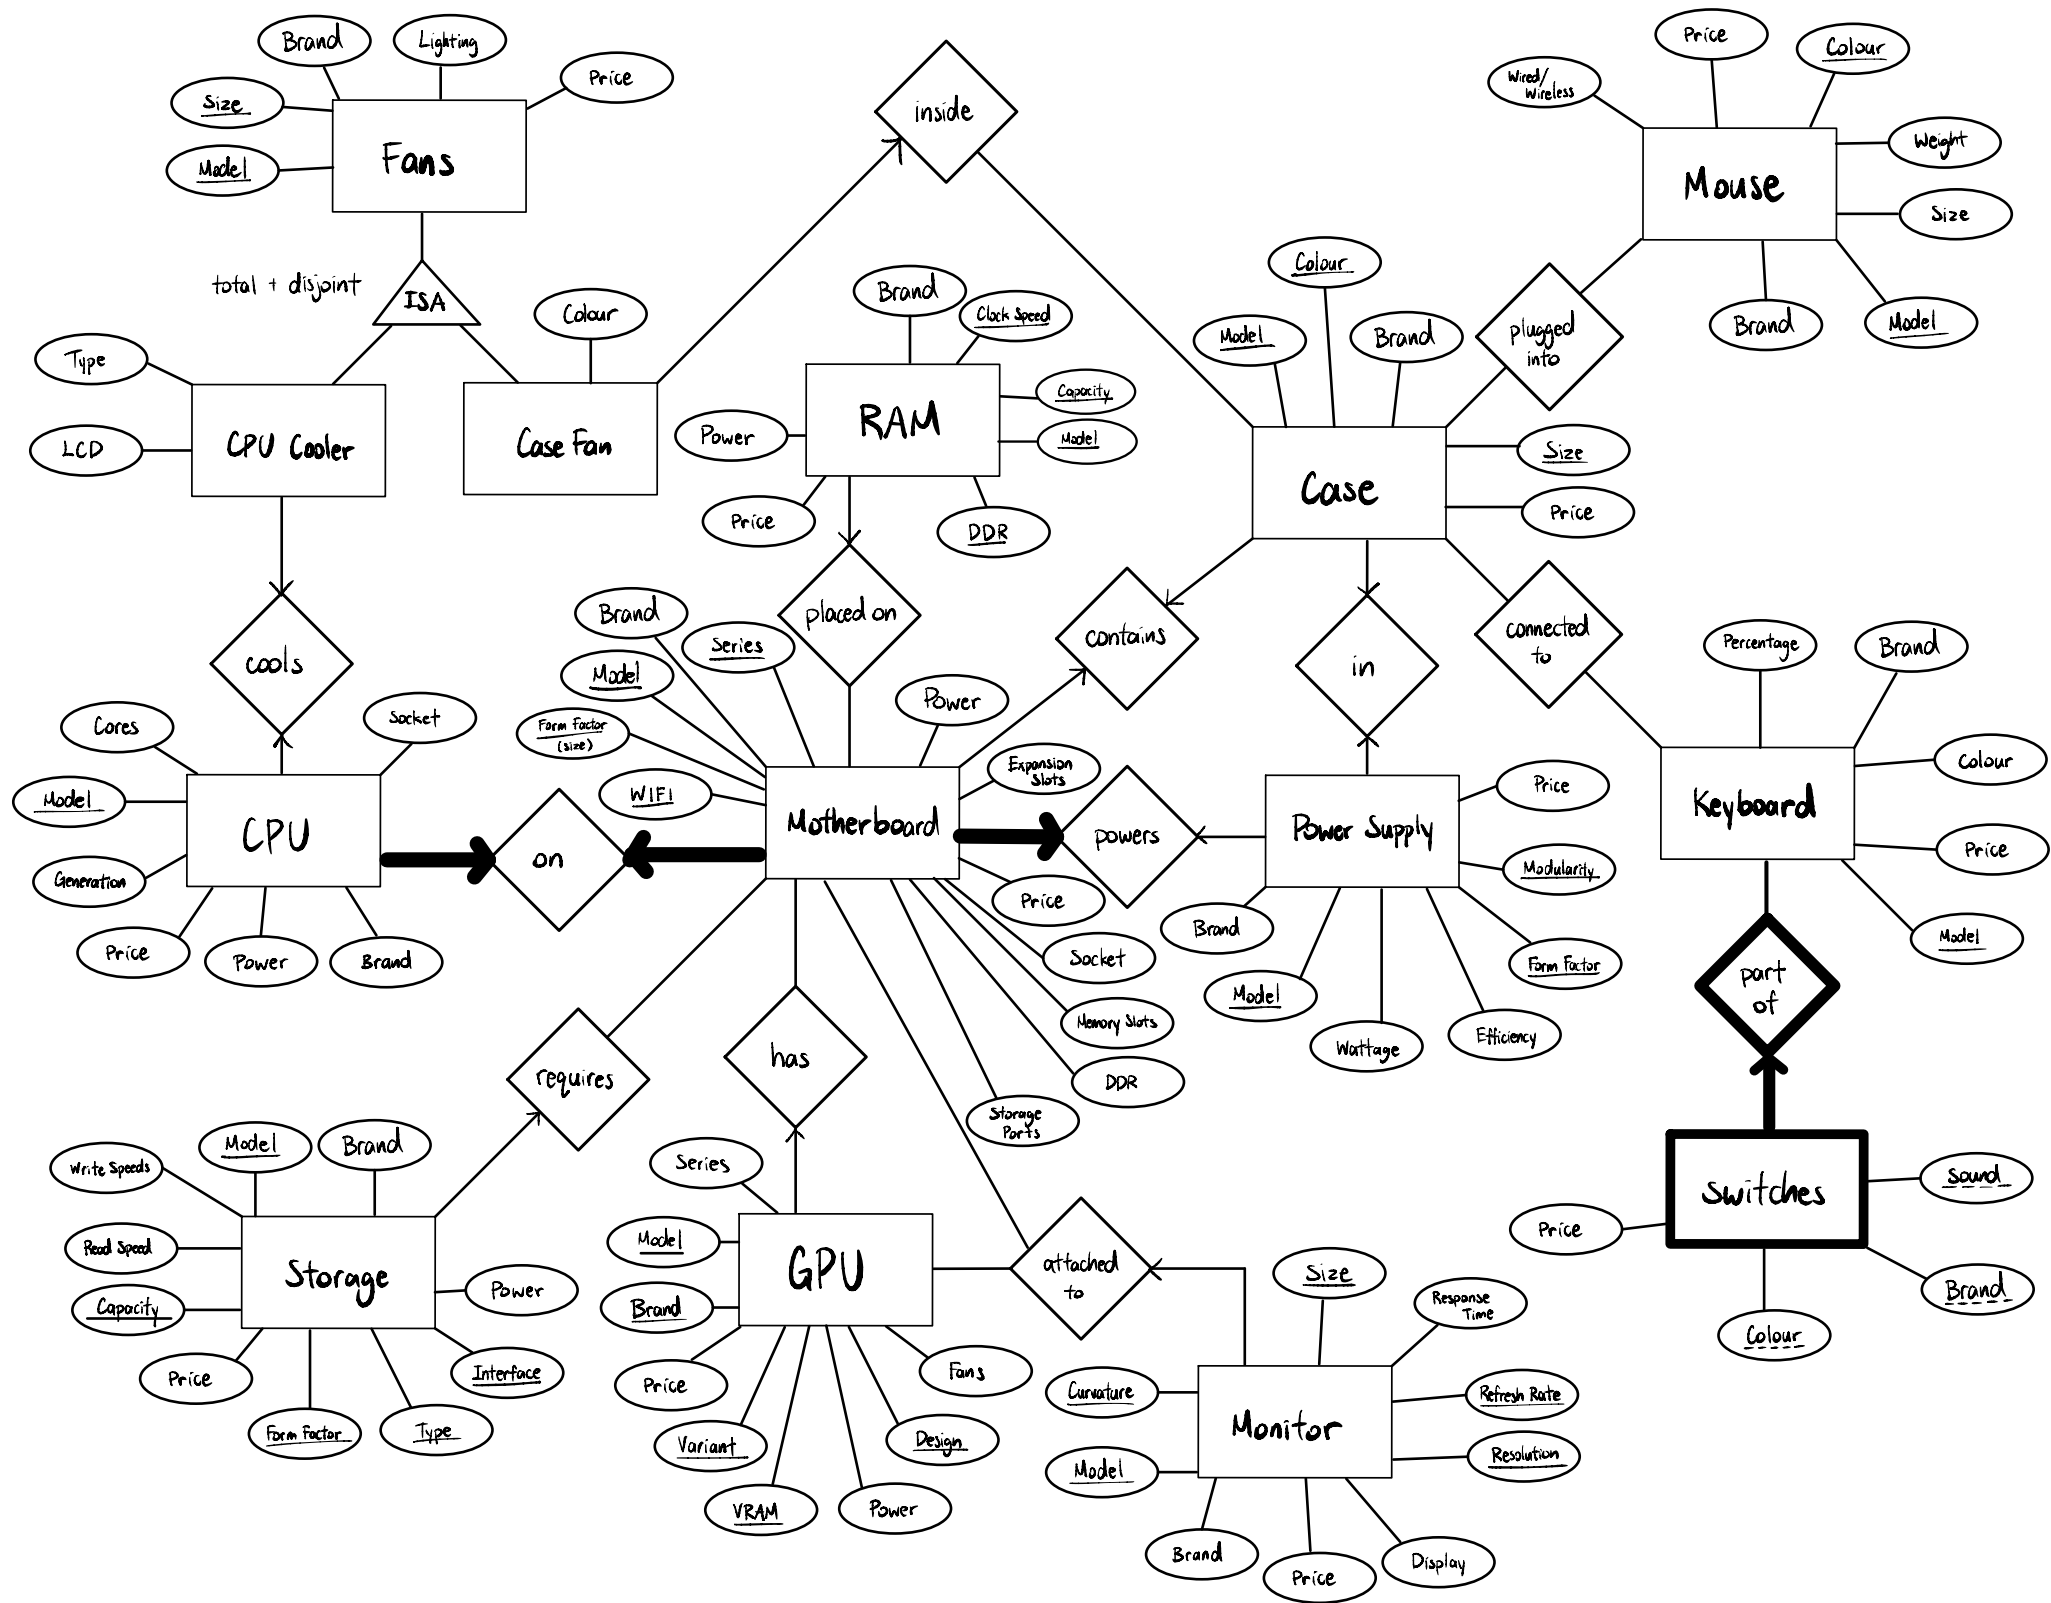 Brand
Lighting
Price
Size
Model
Fans
total + disjoint
ISA
Type
LCD
CPU Cooler
Colour
Case Fan
inside
Brand
Clock Speed
Capacity
Model
Power
RAM
Price
DDR
Colour
Model
Brand
Case
Size
Price
Wired/
Wireless
Price
Colour
Weight
Size
Mouse
Brand
Model
plugged
into
cools
placed on
contains
in
connected
to
Cores
Socket
Model
Generation
CPU
Price
Power
Brand
on
Brand
Series
Model
Form Factor
(size)
WIFI
Power
Expansion
Slots
Motherboard
Price
Socket
Memory Slots
DDR
Storage
Ports
powers
Power Supply
Price
Modularity
Form Factor
Efficiency
Wattage
Model
Brand
Percentage
Brand
Colour
Price
Model
Keyboard
part
of
Switches
Sound
Brand
Colour
Price
requires
has
attached
to
Write Speeds
Model
Brand
Read Speed
Capacity
Storage
Power
Interface
Type
Form Factor
Price
Series
Model
Brand
Price
GPU
Fans
Design
Power
VRAM
Variant
Size
Response
Time
Curvature
Refresh Rate
Monitor
Model
Resolution
Brand
Price
Display